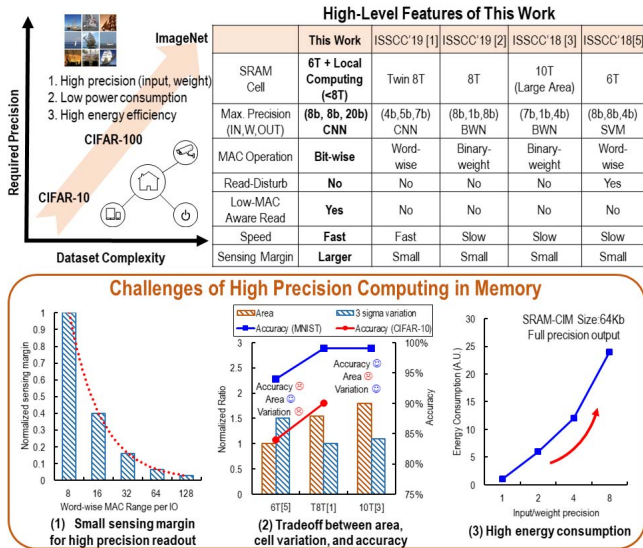 High-Level Features of This Work
ImageNet
1. High precision (input, weight)
2. Low power consumption
3. High energy efficiency
CIFAR-100
CIFAR-10
Required Precision
Dataset Complexity
This Work ISSCC'19 [1] ISSCC'19 [2] ISSCC'18 [3] ISSCC'18[5]
SRAM Cell 6T + Local Computing (<8T) Twin 8T 8T 10T (Large Area) 6T
Max. Precision (IN,W,OUT) (8b, 8b, 20b) CNN (4b,5b,7b) CNN (8b,1b,8b) BWN (7b,1b,4b) BWN (8b,8b,4b) SVM
MAC Operation Bit-wise Word-wise Binary-weight Binary-weight Word-wise
Read-Disturb No No No No Yes
Low-MAC Aware Read Yes No No No No
Speed Fast Fast Slow Slow Slow
Sensing Margin Larger Small Small Small Small
Challenges of High Precision Computing in Memory
Normalized sensing margin
1
0.9
0.8
0.7
0.6
0.5
0.4
0.3
0.2
0.1
0
8 16 32 64 128
Word-wise MAC Range per IO
(1) Small sensing margin
for high precision readout
Area 3 sigma variation
Accuracy (MNIST) Accuracy (CIFAR-10)
Normalized Ratio
3
2.5
2
1.5
1
0.5
0
Accuracy ☹
Area ☺
Variation ☹
Accuracy ☺
Area ☹
Variation ☺
100%
95%
90%
85%
80%
75%
Accuracy
6T[5] T8T[1] 10T[3]
(2) Tradeoff between area,
cell variation, and accuracy
Energy Consumption (A.U.)
30
25
20
15
10
5
0
SRAM-CIM Size:64Kb
Full precision output
1 2 4 8
Input/weight precision
(3) High energy consumption